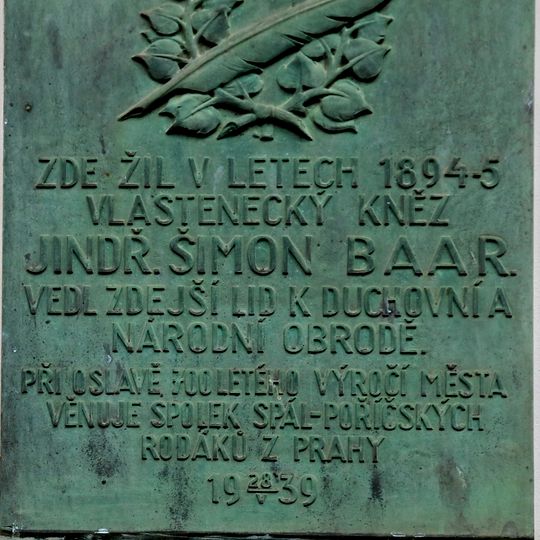 ZDE ŽIL V LETECH 1894-5
VLASTENECKÝ KNĚZ
JINDŘ. ŠIMON BAAR.
VEDL ZDEJŠÍ LID K DUCHOVNÍ A
NÁRODNÍ OBRODĚ.
PŘI OSLAVĚ 700LETÉHO VÝROČÍ MĚSTA
VĚNUJE SPOLEK SPÁL-POŘÍČSKÝCH
RODÁKŮ Z PRAHY
19 28/V 39